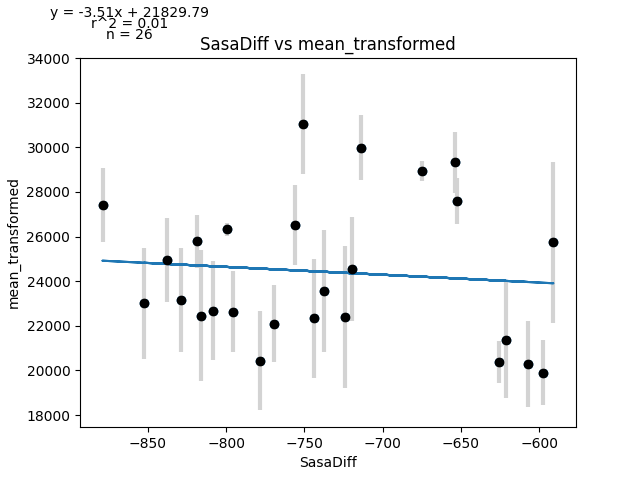 y = -3.51x + 21829.79
r^2 = 0.01
n = 26
SasaDiff vs mean_transformed
34000
32000
30000
28000
26000
24000
22000
20000
18000
mean_transformed
−850
−800
−750
−700
−650
−600
SasaDiff